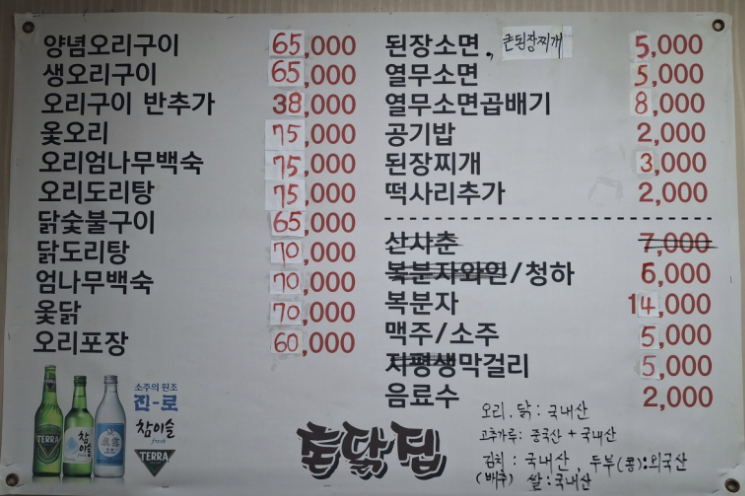 양념오리구이 65,000
생오리구이 65,000
오리구이 반추가 38,000
옻오리 75,000
오리엄나무백숙 75,000
오리도리탕 75,000
닭숯불구이 65,000
닭도리탕 70,000
엄나무백숙 70,000
옻닭 70,000
오리포장 60,000
된장소면, 큰된장찌개 5,000
열무소면 5,000
열무소면곱배기 8,000
공기밥 2,000
된장찌개 3,000
떡사리추가 2,000
산사춘 7,000
복분자와인/청하 6,000
복분자 14,000
맥주/소주 5,000
지평생막걸리 5,000
음료수 2,000
소주의 원조
진-로
참이슬
fresh
TERRA
TERRA
참이슬
오리.닭:국내산
고추가루: 중국산 + 국내산
김치: 국내산, 두부(콩):외국산
(배추) 쌀:국내산
토닭집